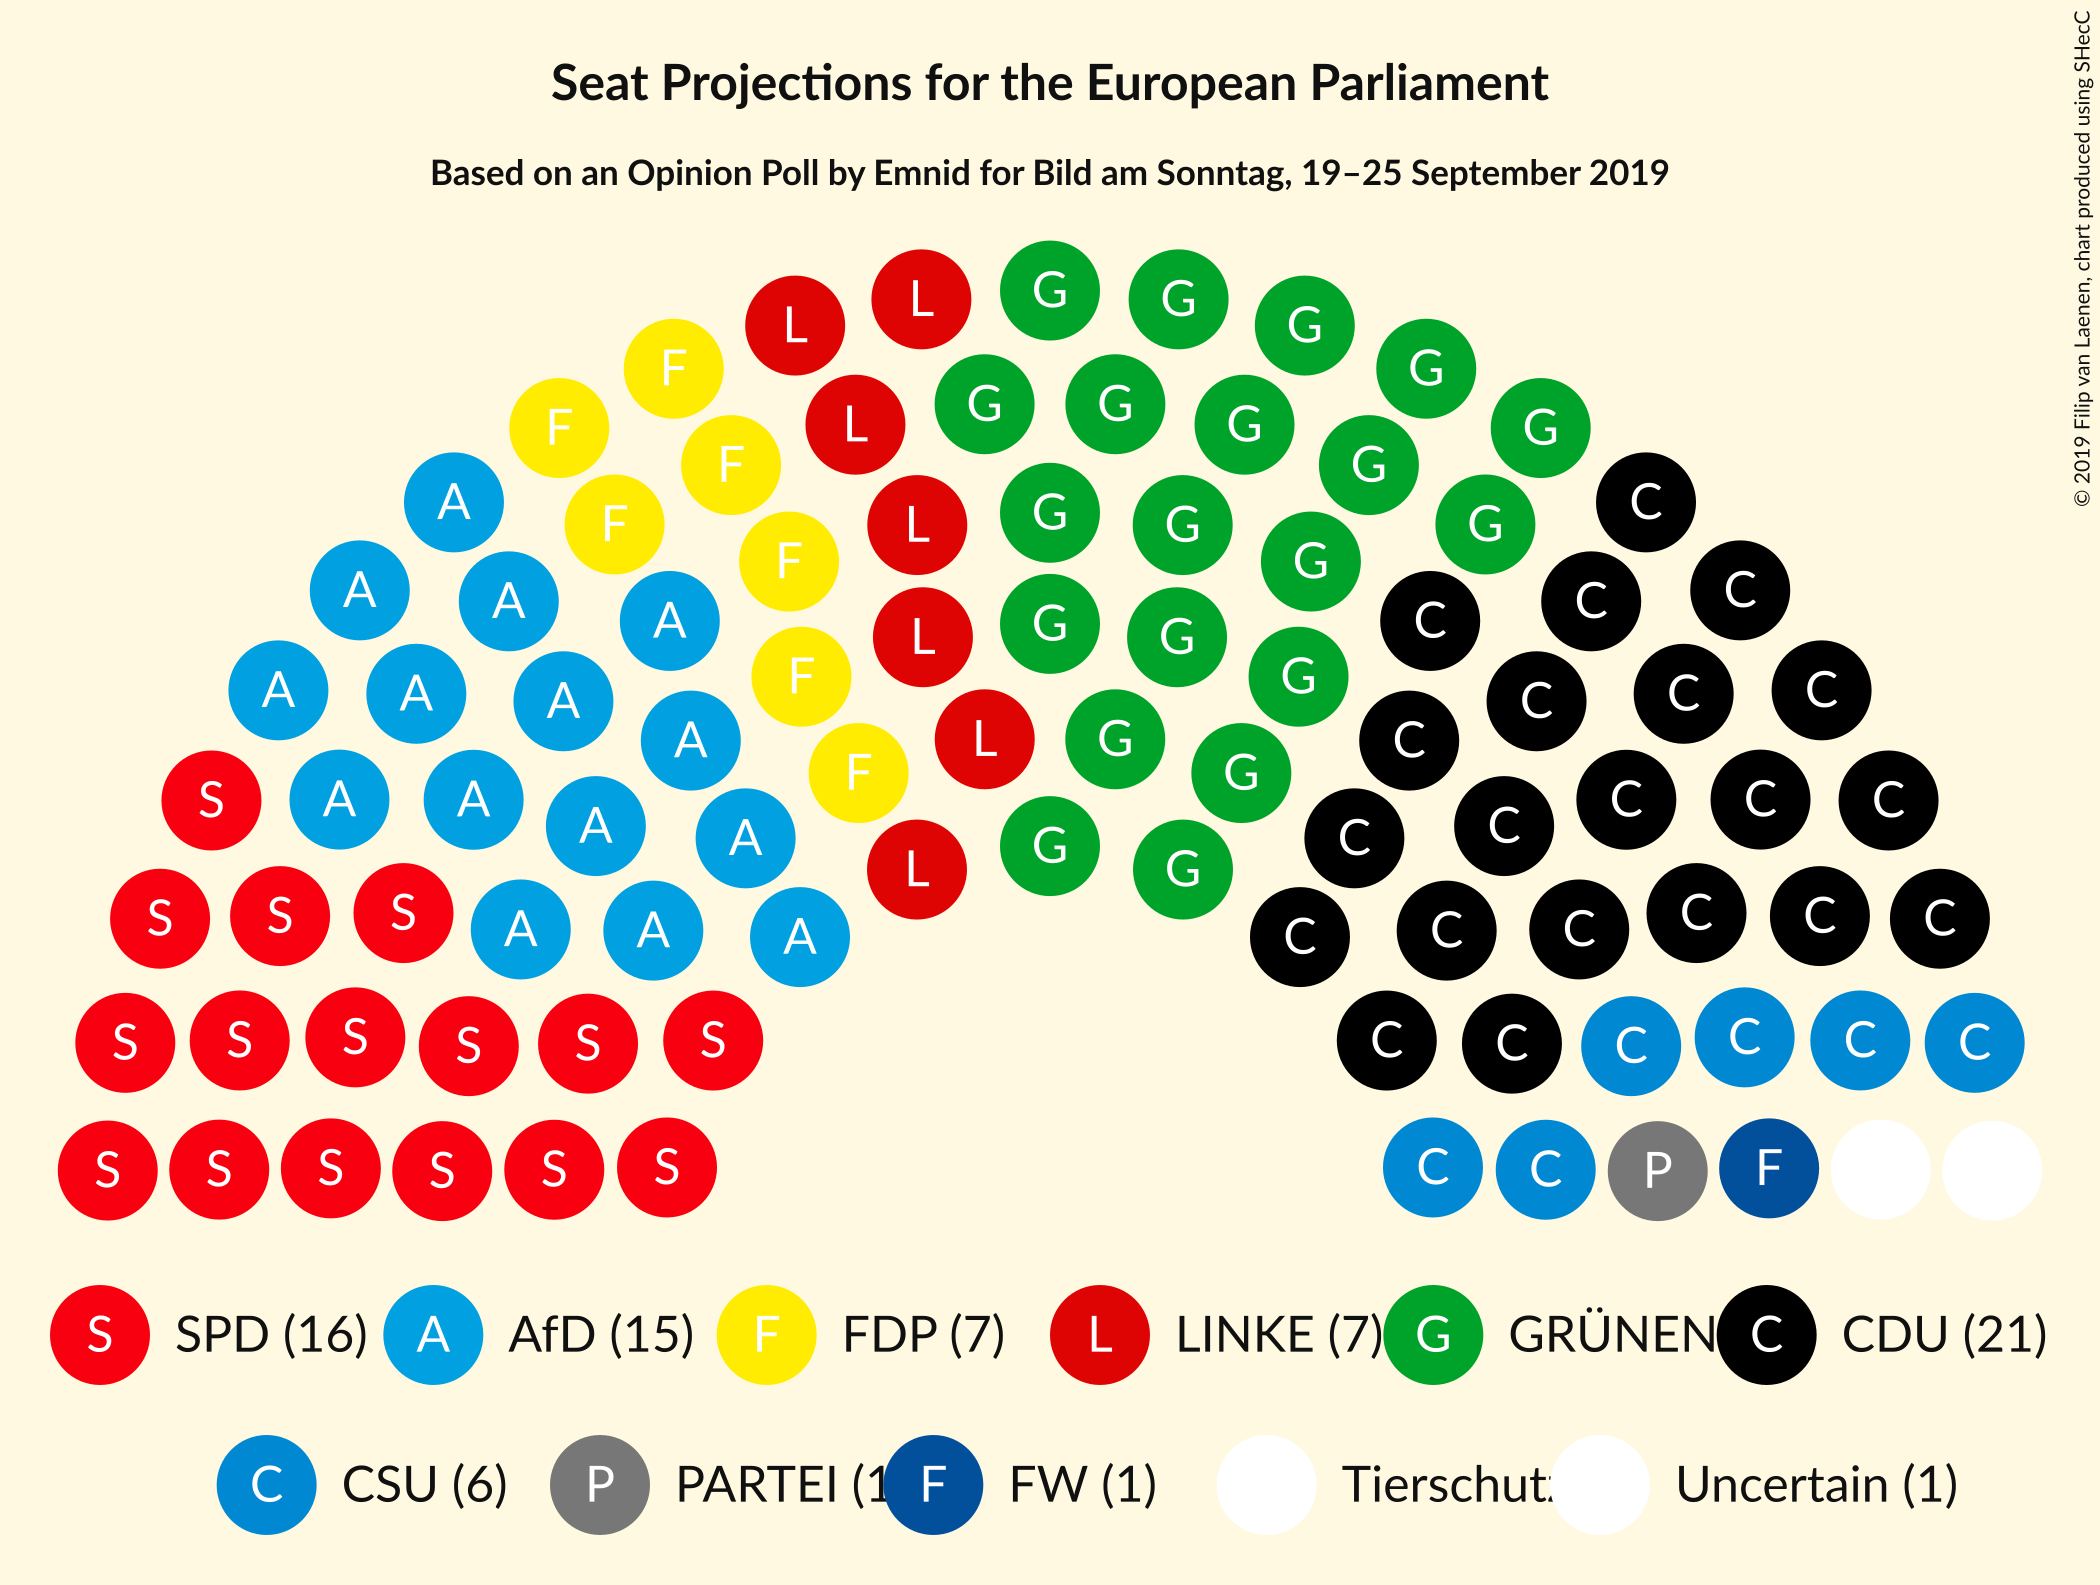 Seat Projections for the European Parliament
Based on an Opinion Poll by Emnid for Bild am Sonntag, 19–25 September 2019
© 2019 Filip van Laenen, chart produced using SHecC
L L G G G
F L G G G G
F F F L G G G G G
A F F L G G G G C
A A A F L G G G C C C
A A A A F L G G C C C C
S A A A A L G G C C C C C
S S S A A A C C C C C C
S S S S S S C C C C C C
S S S S S S C C P F
S SPD (16) A AfD (15) F FDP (7) L LINKE (7) G GRÜNEN C CDU (21)
C CSU (6) P PARTEI (1 F FW (1) Tierschutz Uncertain (1)